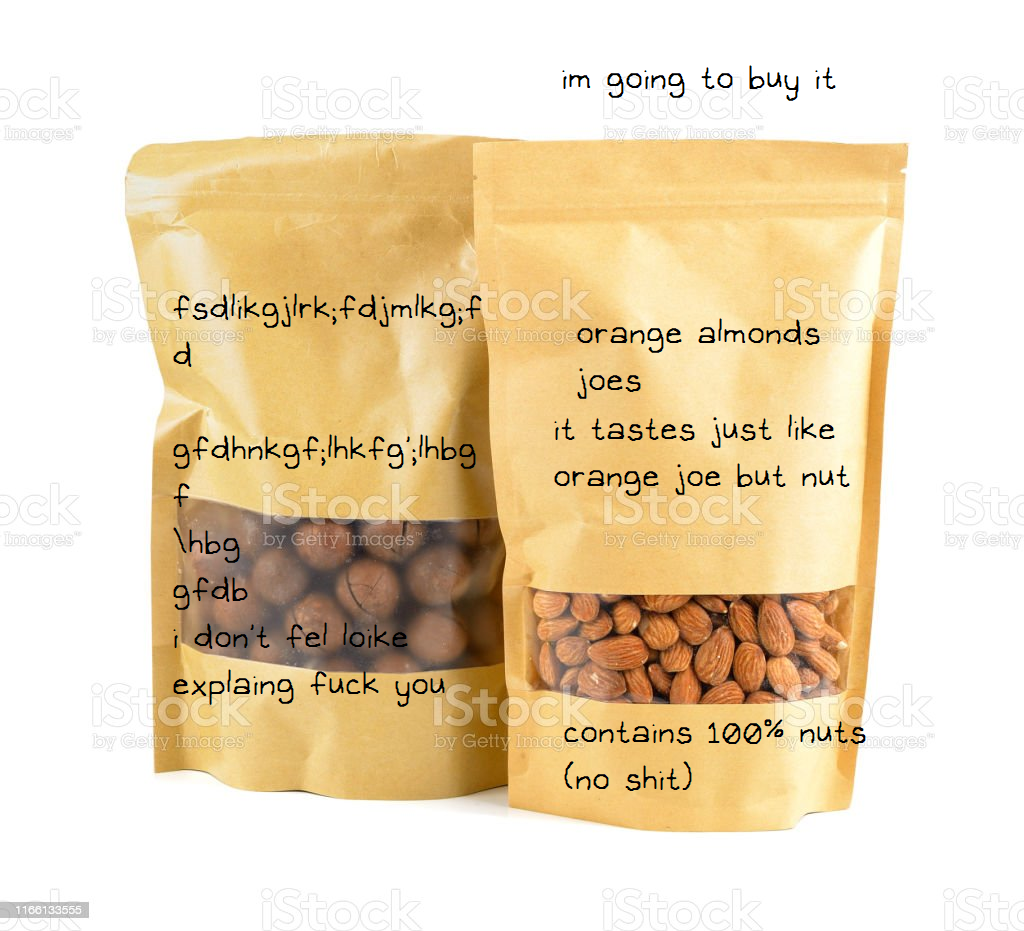 im going to buy it
fsdlikgjlrk;fdjmlkg;f
d
gfdhnkgf;lhkfg';lhbg
f
\hbg
gfdb
i don't fel loike
explaing fuck you
orange almonds
joes
it tastes just like
orange joe but nut
contains 100% nuts
(no shit)
iStock
by Getty Images™
1166133555